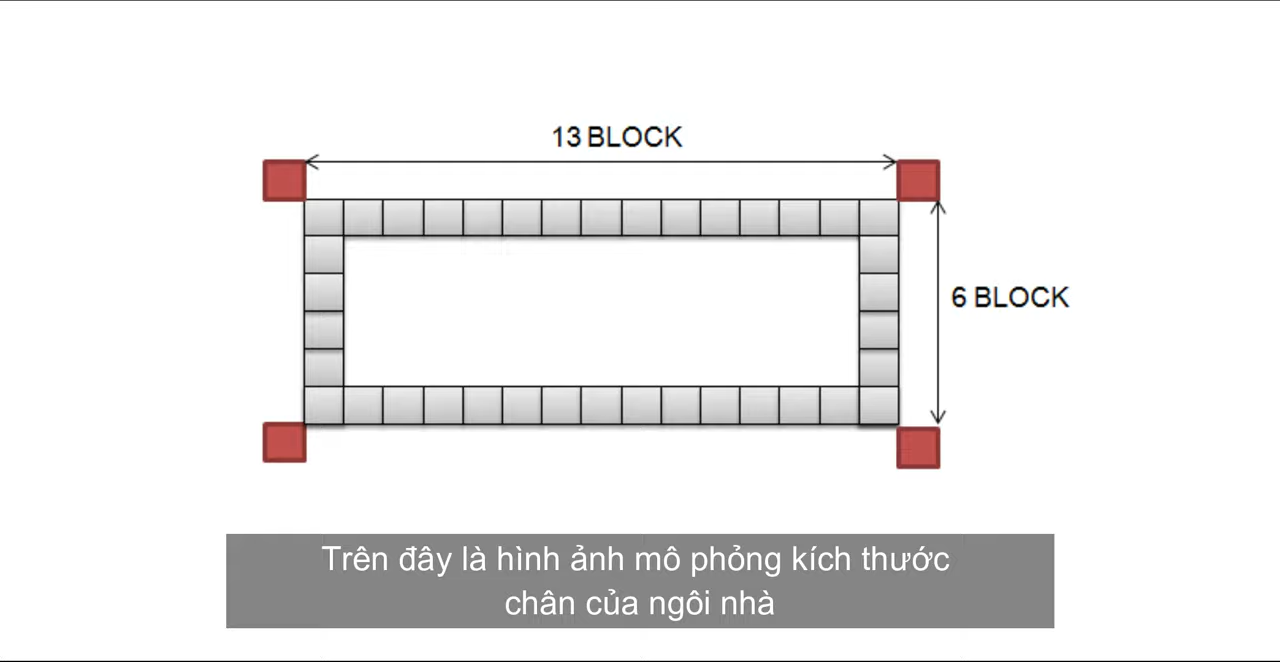 13 BLOCK
6 BLOCK
Trên đây là hình ảnh mô phỏng kích thước
chân của ngôi nhà